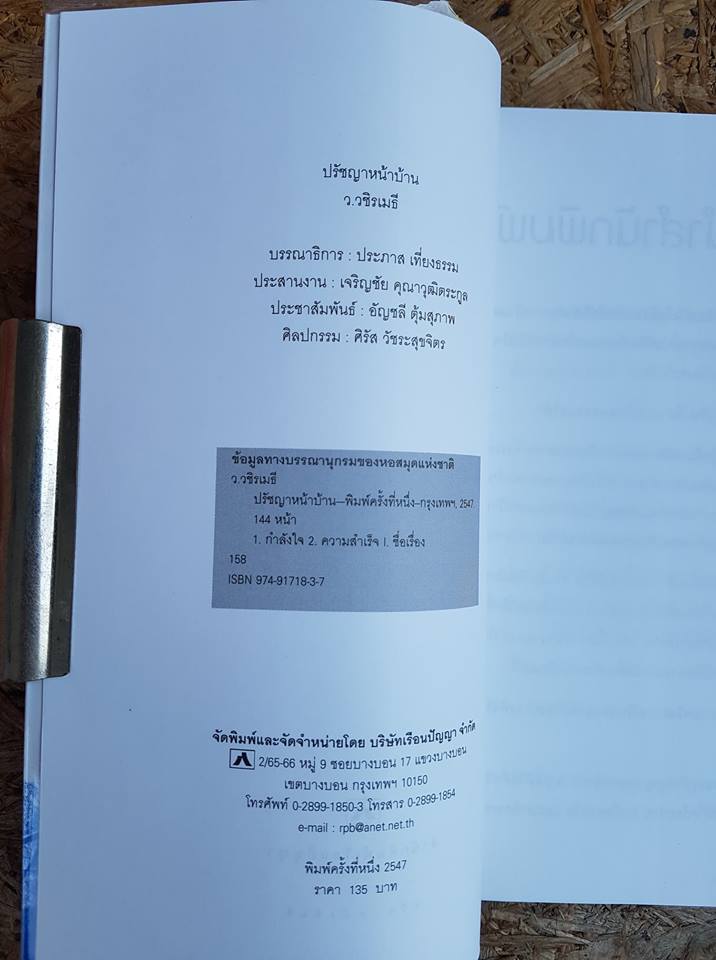 ปรัชญาหน้าบ้าน
ว.วชิรเมธี
บรรณาธิการ : ประภาส เที่ยงธรรม
ประสานงาน : เจริญชัย คุณาวุฒิตระกูล
ประชาสัมพันธ์ : อัญชลี ตุ้มสุภาพ
ศิลปกรรม : ศิรัส วัชระสุขจิตร
ข้อมูลทางบรรณานุกรมของหอสมุดแห่งชาติ
ว.วชิรเมธี
ปรัชญาหน้าบ้าน—พิมพ์ครั้งที่หนึ่ง–กรุงเทพฯ, 2547.
144 หน้า
1. กำลังใจ 2. ความสำเร็จ I. ชื่อเรื่อง
158
ISBN 974-91718-3-7
จัดพิมพ์และจัดจำหน่ายโดย บริษัทเรือนปัญญา จำกัด
2/65-66 หมู่ 9 ซอยบางบอน 17 แขวงบางบอน
เขตบางบอน กรุงเทพฯ 10150
โทรศัพท์ 0-2899-1850-3 โทรสาร 0-2899-1854
e-mail : rpb@anet.net.th
พิมพ์ครั้งที่หนึ่ง 2547
ราคา 135 บาท